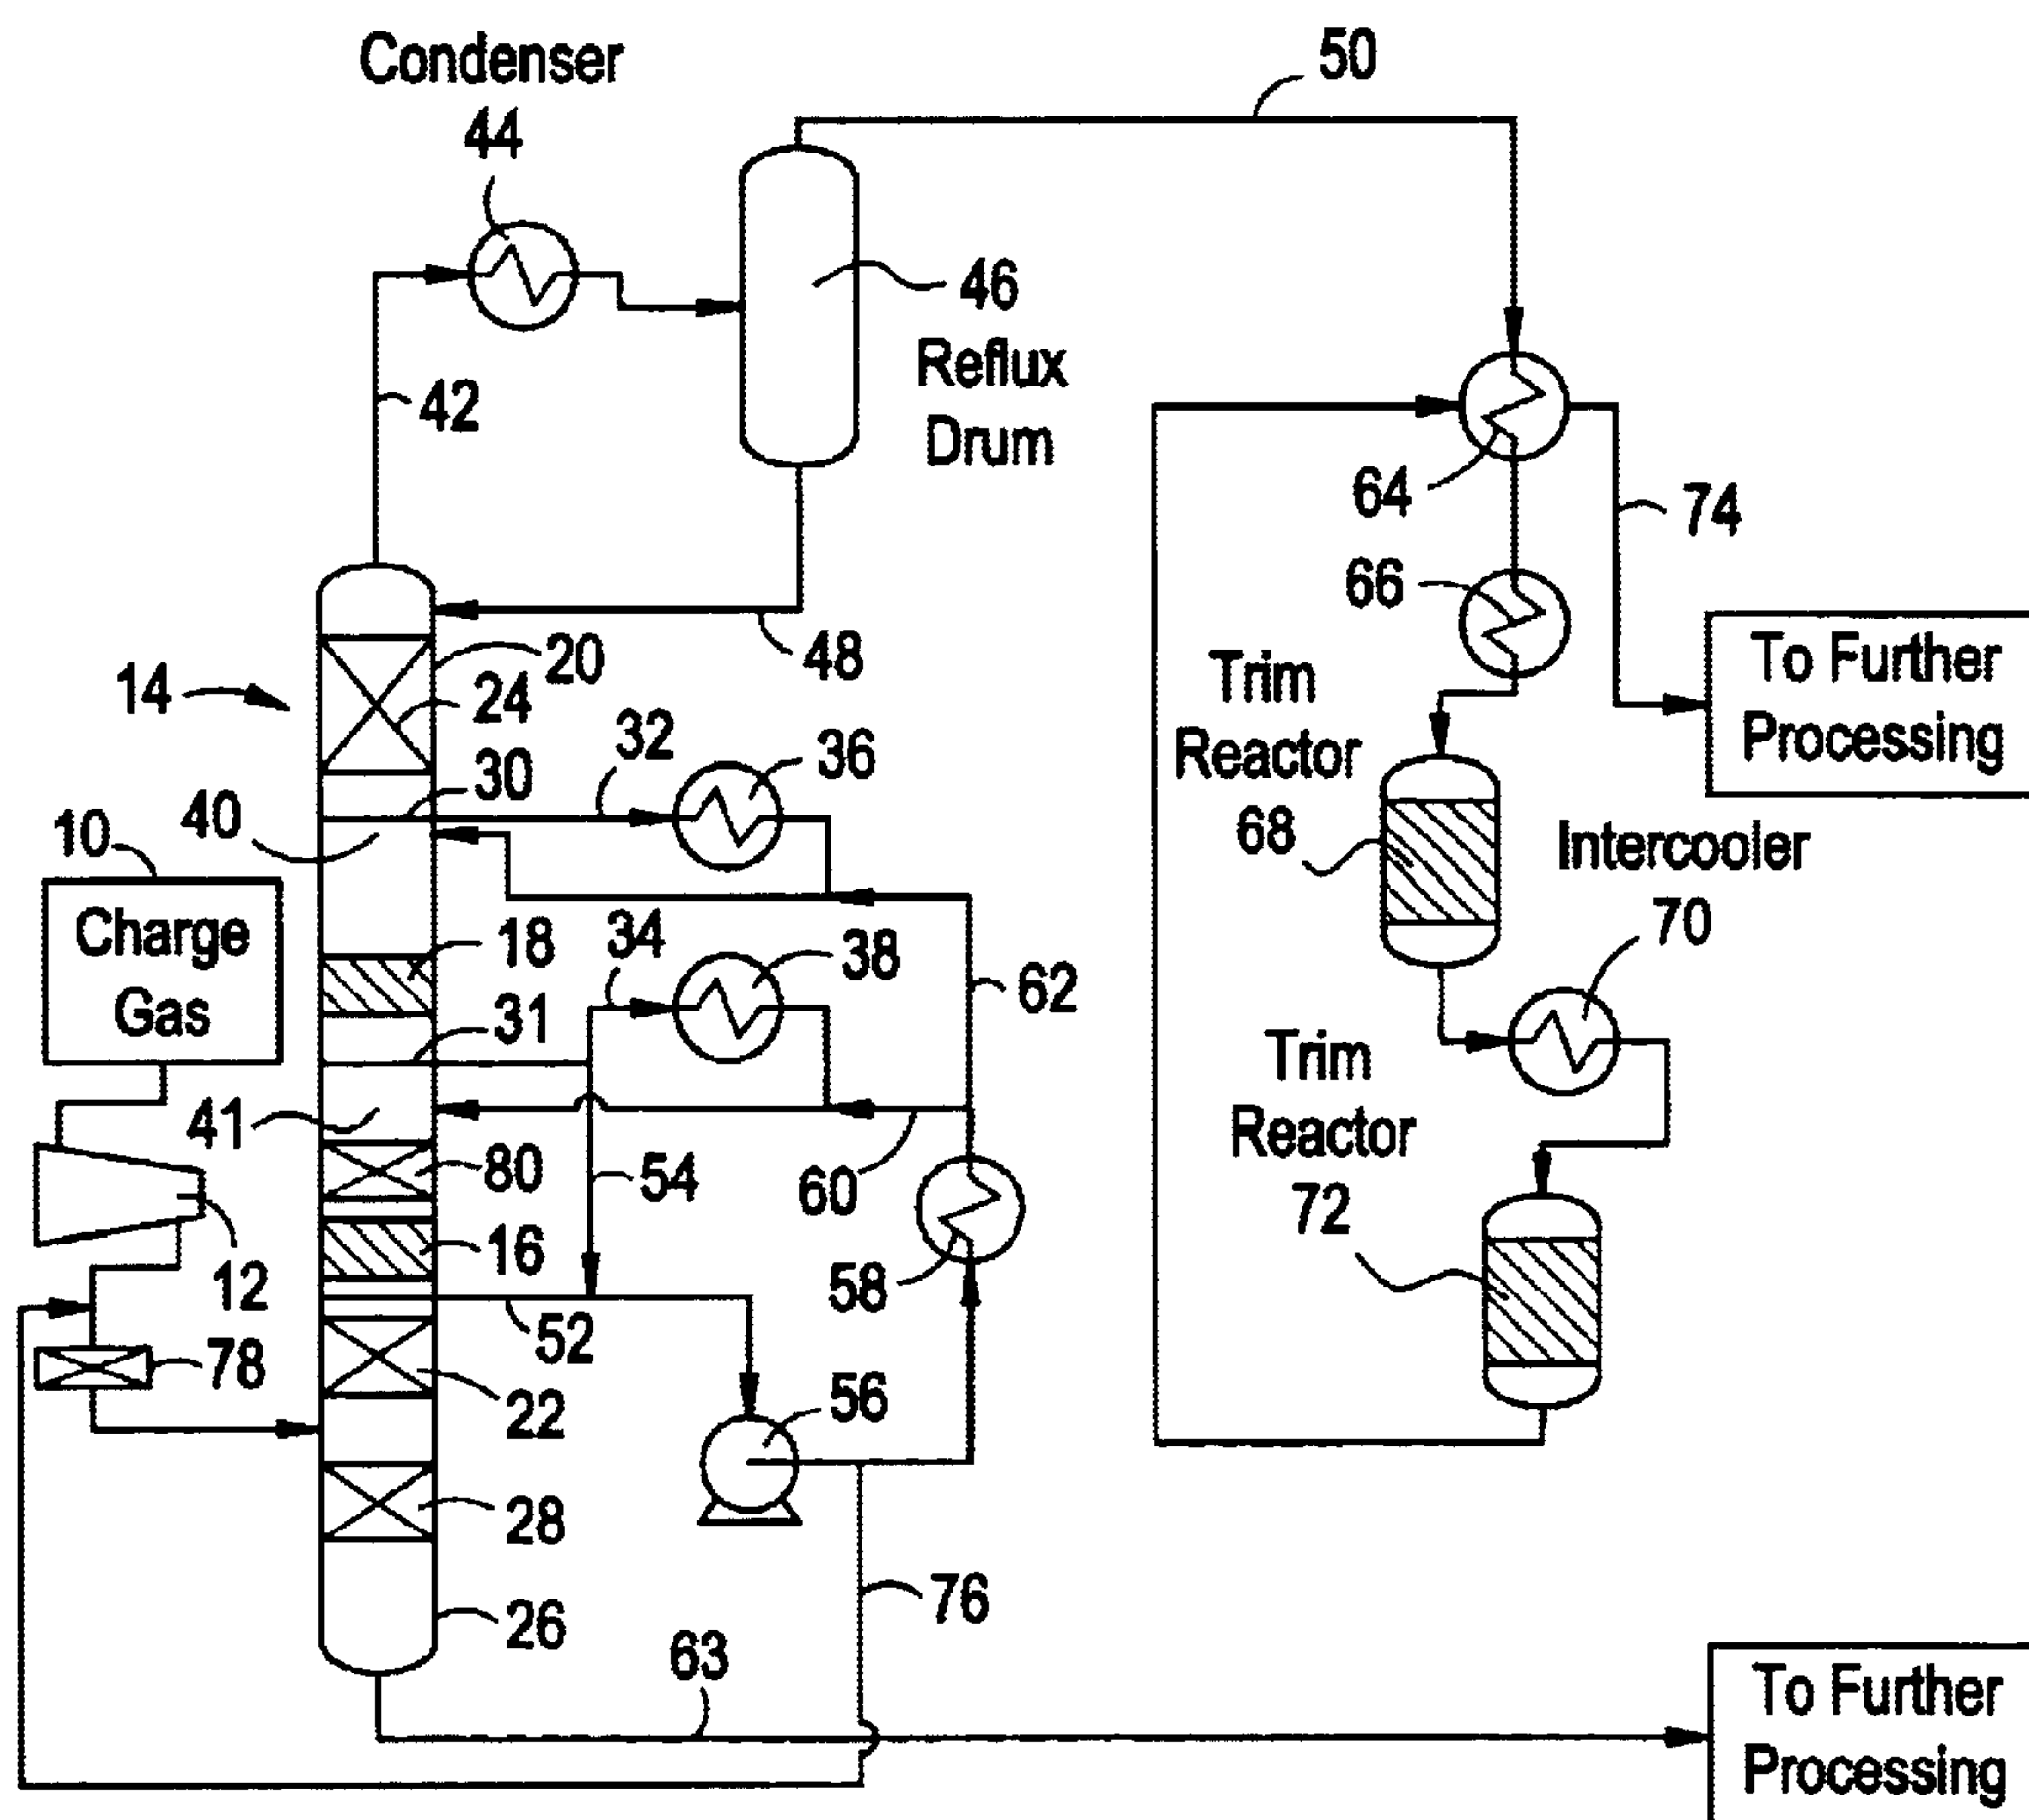 Condenser
44
50
46
Reflux
Drum
42
64
74
66
48
20
14
24
To Further
Processing
Trim
Reactor
68
32
36
30
40
10
Charge
Gas
Intercooler
70
18
34
38
62
31
41
Trim
Reactor
72
80
54
60
16
12
58
78
52
22
56
28
76
26
63
To Further
Processing